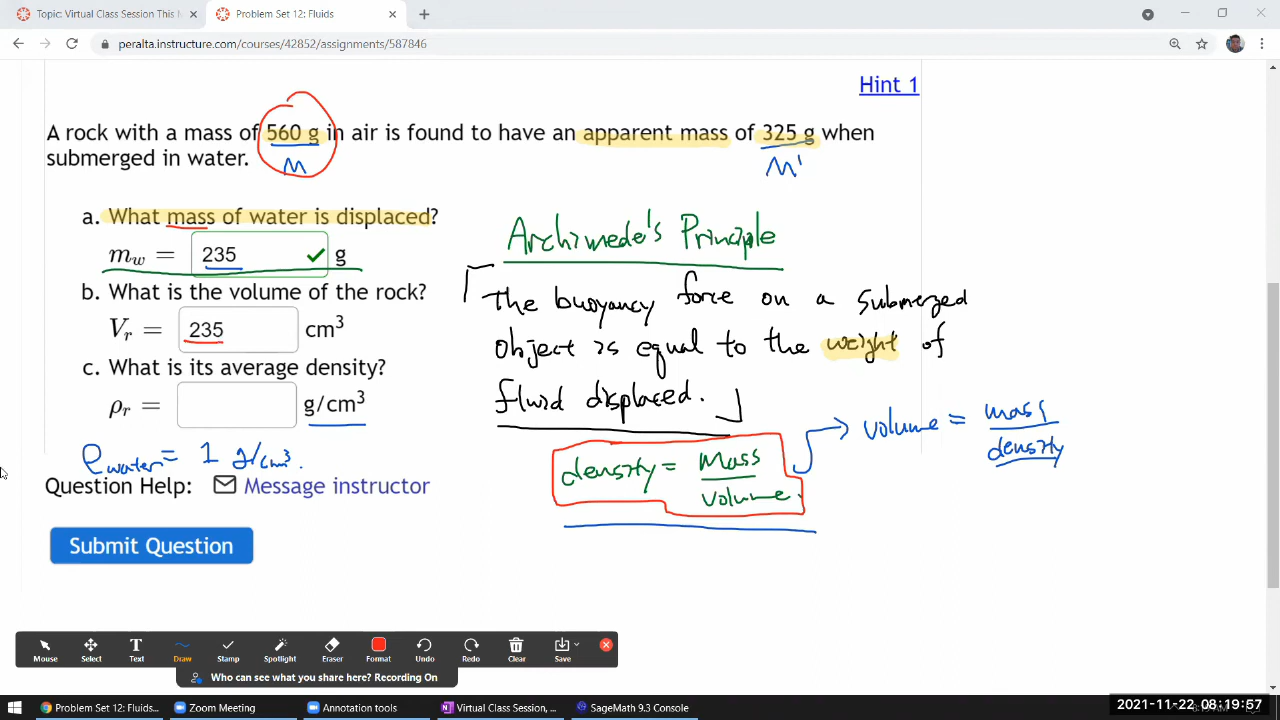 Topic: Virtual Class Session This
Problem Set 12: Fluids
peralta.instructure.com/courses/42852/assignments/587846
Hint 1
A rock with a mass of 560 g in air is found to have an apparent mass of 325 g when
submerged in water.
M
M'
a. What mass of water is displaced?
m_w = 235 g
b. What is the volume of the rock?
V_r = 235 cm³
c. What is its average density?
ρ_r = g/cm³
ρ_water = 1 g/cm³.
Archimede's Principle
The buoyancy force on a submerged
object is equal to the weight of
fluid displaced.
density = mass / volume.
volume = mass / density
Question Help: Message instructor
Submit Question
Mouse Select Text Draw Stamp Spotlight Eraser Format Undo Redo Clear Save
Who can see what you share here? Recording On
Problem Set 12: Fluids... Zoom Meeting Annotation tools Virtual Class Session,... SageMath 9.3 Console
2021-11-22 08:19:57